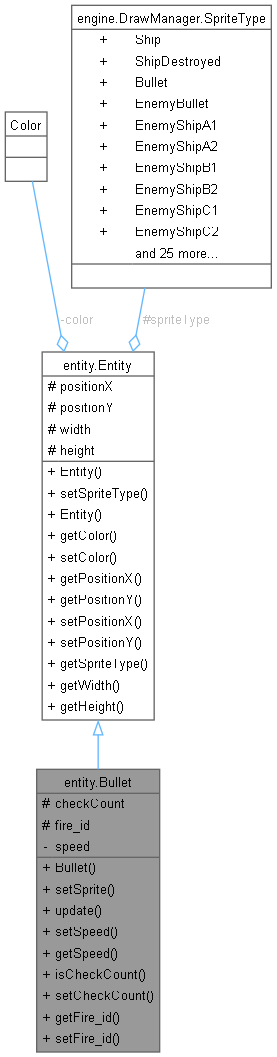 engine.DrawManager.SpriteType
+ Ship
+ ShipDestroyed
+ Bullet
+ EnemyBullet
+ EnemyShipA1
+ EnemyShipA2
+ EnemyShipB1
+ EnemyShipB2
+ EnemyShipC1
+ EnemyShipC2
and 25 more...
Color
-color
#spriteType
entity.Entity
# positionX
# positionY
# width
# height
+ Entity()
+ setSpriteType()
+ Entity()
+ getColor()
+ setColor()
+ getPositionX()
+ getPositionY()
+ setPositionX()
+ setPositionY()
+ getSpriteType()
+ getWidth()
+ getHeight()
entity.Bullet
# checkCount
# fire_id
- speed
+ Bullet()
+ setSprite()
+ update()
+ setSpeed()
+ getSpeed()
+ isCheckCount()
+ setCheckCount()
+ getFire_id()
+ setFire_id()